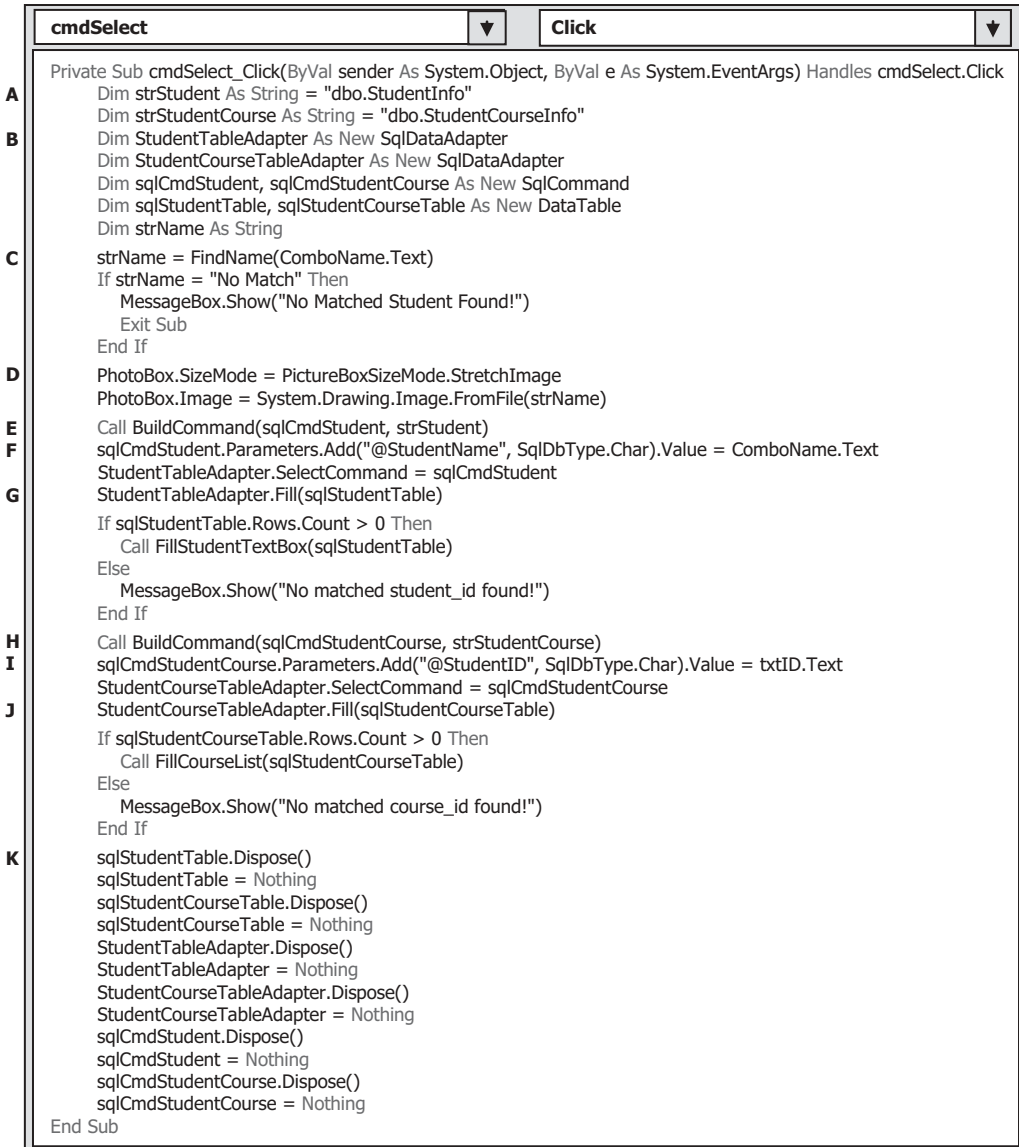 cmdSelect Click
Private Sub cmdSelect_Click(ByVal sender As System.Object, ByVal e As System.EventArgs) Handles cmdSelect.Click
A Dim strStudent As String = "dbo.StudentInfo"
Dim strStudentCourse As String = "dbo.StudentCourseInfo"
B Dim StudentTableAdapter As New SqlDataAdapter
Dim StudentCourseTableAdapter As New SqlDataAdapter
Dim sqlCmdStudent, sqlCmdStudentCourse As New SqlCommand
Dim sqlStudentTable, sqlStudentCourseTable As New DataTable
Dim strName As String
C strName = FindName(ComboName.Text)
If strName = "No Match" Then
MessageBox.Show("No Matched Student Found!")
Exit Sub
End If
D PhotoBox.SizeMode = PictureBoxSizeMode.StretchImage
PhotoBox.Image = System.Drawing.Image.FromFile(strName)
E Call BuildCommand(sqlCmdStudent, strStudent)
F sqlCmdStudent.Parameters.Add("@StudentName", SqlDbType.Char).Value = ComboName.Text
StudentTableAdapter.SelectCommand = sqlCmdStudent
G StudentTableAdapter.Fill(sqlStudentTable)
If sqlStudentTable.Rows.Count > 0 Then
Call FillStudentTextBox(sqlStudentTable)
Else
MessageBox.Show("No matched student_id found!")
End If
H Call BuildCommand(sqlCmdStudentCourse, strStudentCourse)
I sqlCmdStudentCourse.Parameters.Add("@StudentID", SqlDbType.Char).Value = txtID.Text
StudentCourseTableAdapter.SelectCommand = sqlCmdStudentCourse
J StudentCourseTableAdapter.Fill(sqlStudentCourseTable)
If sqlStudentCourseTable.Rows.Count > 0 Then
Call FillCourseList(sqlStudentCourseTable)
Else
MessageBox.Show("No matched course_id found!")
End If
K sqlStudentTable.Dispose()
sqlStudentTable = Nothing
sqlStudentCourseTable.Dispose()
sqlStudentCourseTable = Nothing
StudentTableAdapter.Dispose()
StudentTableAdapter = Nothing
StudentCourseTableAdapter.Dispose()
StudentCourseTableAdapter = Nothing
sqlCmdStudent.Dispose()
sqlCmdStudent = Nothing
sqlCmdStudentCourse.Dispose()
sqlCmdStudentCourse = Nothing
End Sub